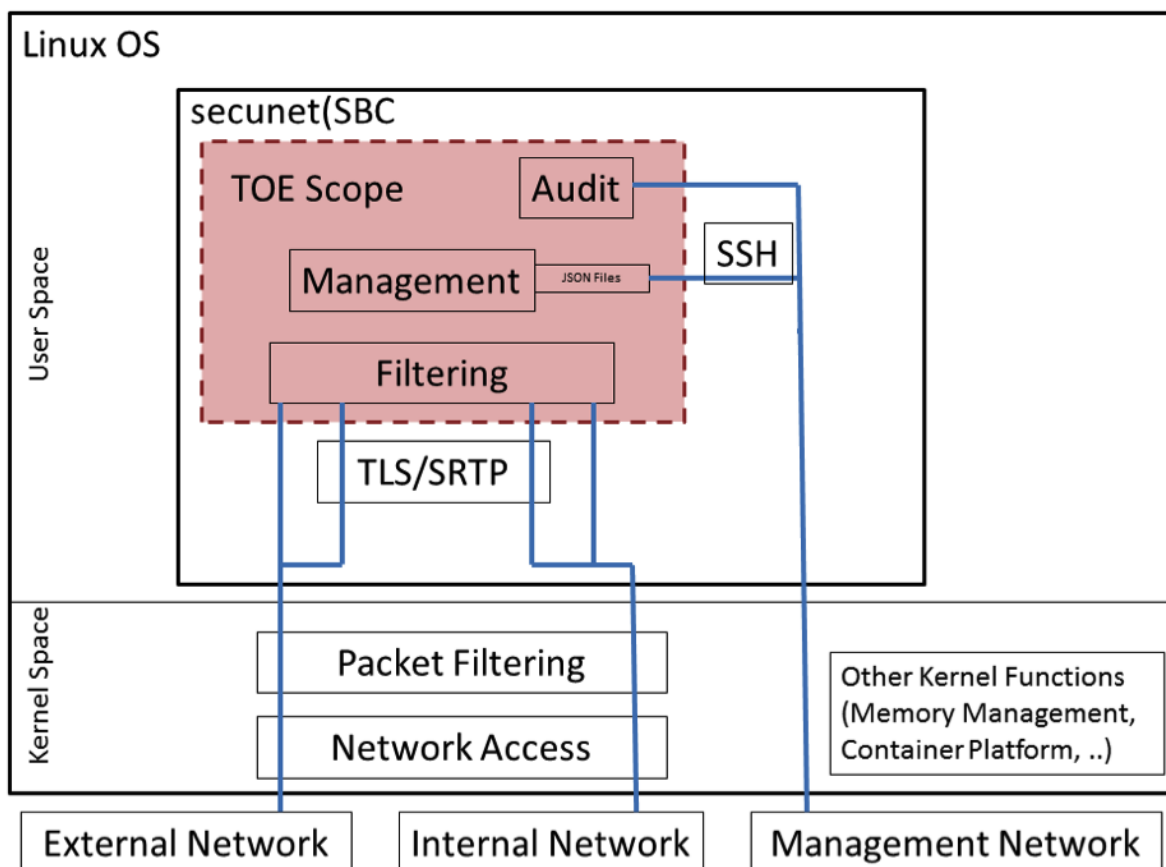 Linux OS
secunet(SBC
TOE Scope
Audit
SSH
Management
JSON Files
Filtering
TLS/SRTP
User Space
Kernel Space
Packet Filtering
Network Access
Other Kernel Functions
(Memory Management,
Container Platform, ..)
External Network
Internal Network
Management Network